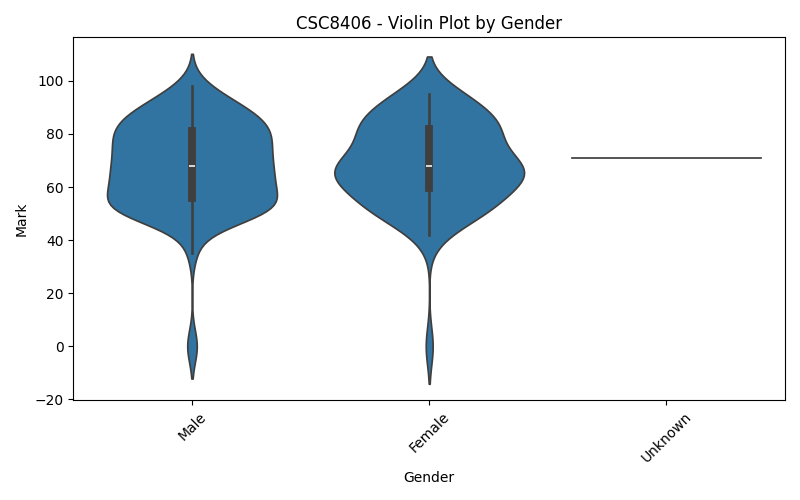 CSC8406 - Violin Plot by Gender
Mark
100
80
60
40
20
0
−20
Male
Female
Unknown
Gender